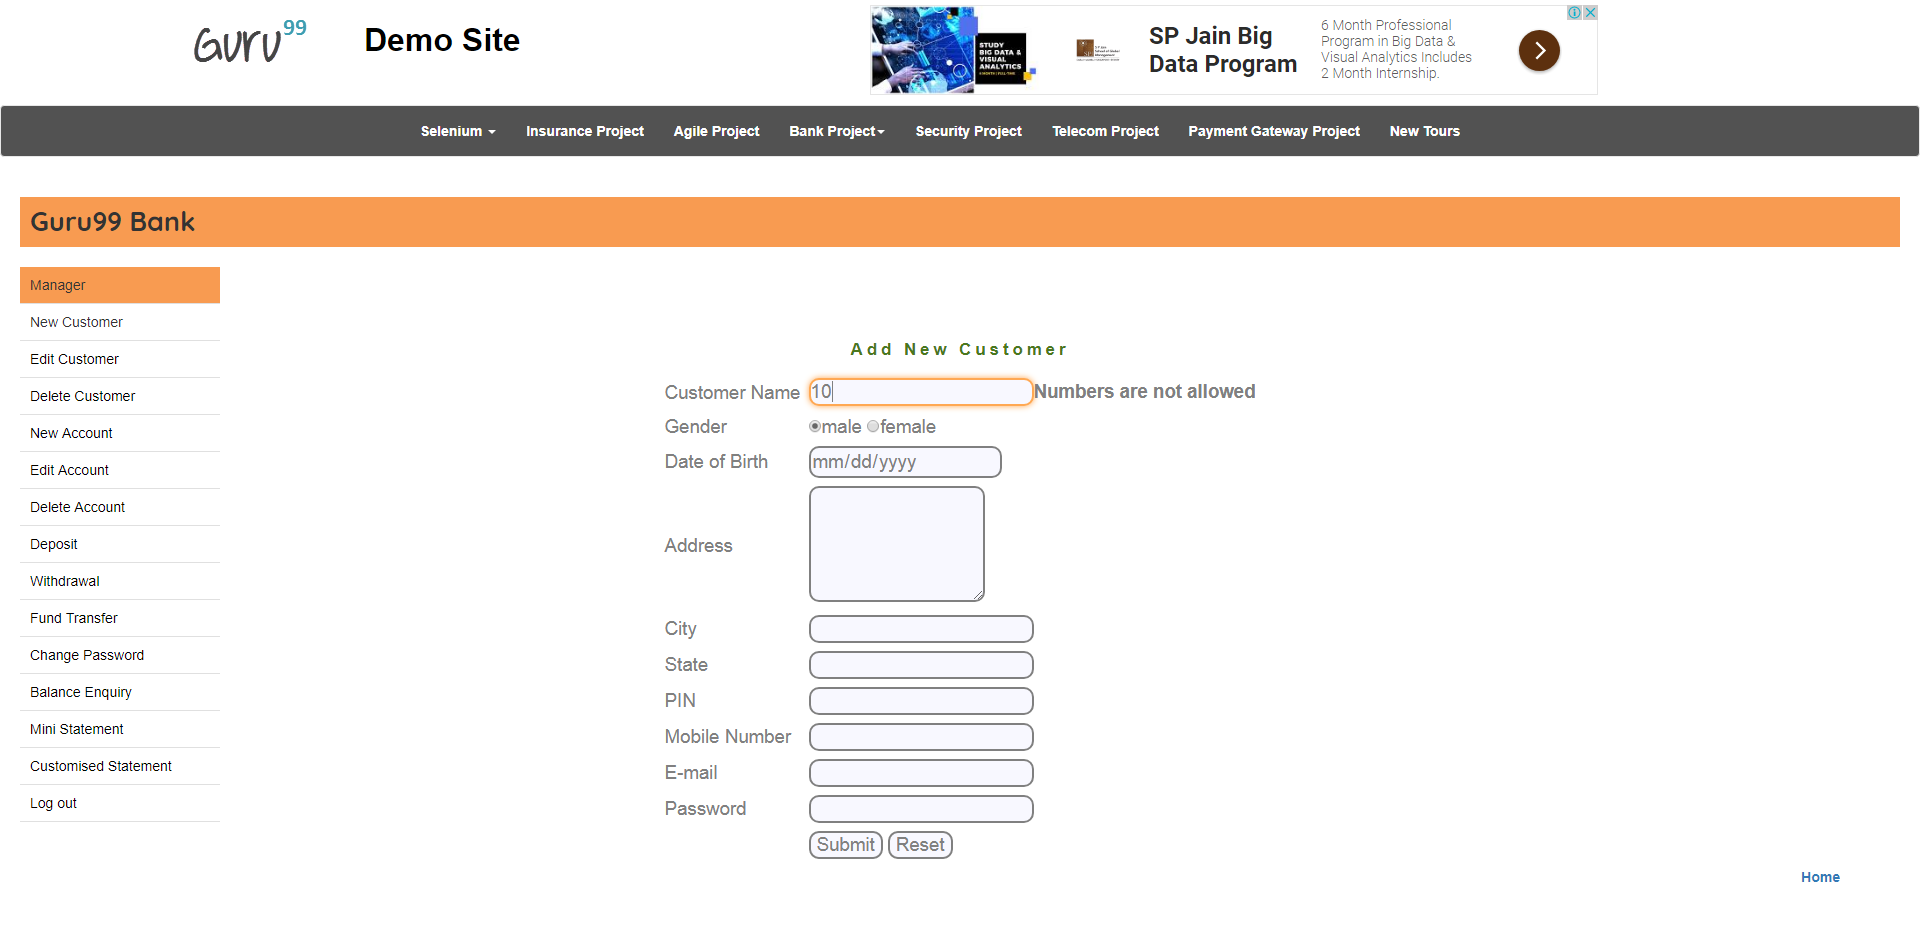 Guru99
Demo Site
STUDY
BIG DATA &
VISUAL
ANALYTICS
SP Jain Big
Data Program
6 Month Professional
Program in Big Data &
Visual Analytics Includes
2 Month Internship.
Selenium
Insurance Project
Agile Project
Bank Project
Security Project
Telecom Project
Payment Gateway Project
New Tours
Guru99 Bank
Manager
New Customer
Edit Customer
Delete Customer
New Account
Edit Account
Delete Account
Deposit
Withdrawal
Fund Transfer
Change Password
Balance Enquiry
Mini Statement
Customised Statement
Log out
Add New Customer
Customer Name 10 Numbers are not allowed
Gender male female
Date of Birth mm/dd/yyyy
Address
City
State
PIN
Mobile Number
E-mail
Password
Submit Reset
Home